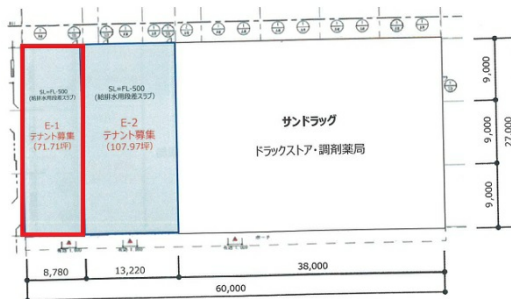 SL=FL-500
(給排水用段差スラブ)
E-1
テナント募集
(71.71坪)
SL=FL-500
(給排水用段差スラブ)
E-2
テナント募集
(107.97坪)
サンドラッグ
ドラックストア・調剤薬局
9,000
9,000
9,000
27,000
8,780
13,220
38,000
60,000